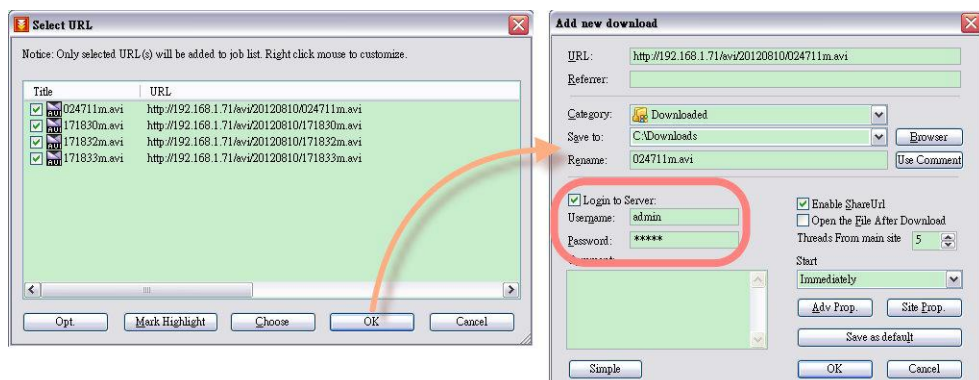 Select URL
Notice: Only selected URL(s) will be added to job list. Right click mouse to customize.
Title URL
024711m.avi http://192.168.1.71/avi/20120810/024711m.avi
171830m.avi http://192.168.1.71/avi/20120810/171830m.avi
171832m.avi http://192.168.1.71/avi/20120810/171832m.avi
171833m.avi http://192.168.1.71/avi/20120810/171833m.avi
Opt. Mark Highlight Choose OK Cancel
Add new download
URL: http://192.168.1.71/avi/20120810/024711m.avi
Referrer:
Category: Downloaded
Save to: C:\Downloads Browser
Rename: 024711m.avi Use Comment
Login to Server:
Username: admin
Password: *****
Comment:
Enable ShareUrl
Open the File After Download
Threads From main site 5
Start
Immediately
Adv Prop. Site Prop.
Save as default
Simple OK Cancel